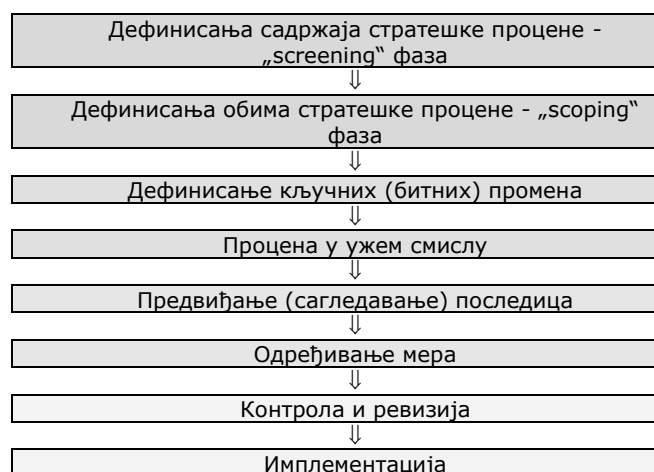 Дефинисања садржаја стратешке процене -
„screening“ фаза
⇓
Дефинисања обима стратешке процене - „scoping“
фаза
⇓
Дефинисање кључних (битних) промена
⇓
Процена у ужем смислу
⇓
Предвиђање (сагледавање) последица
⇓
Одређивање мера
⇓
Контрола и ревизија
⇓
Имплементација